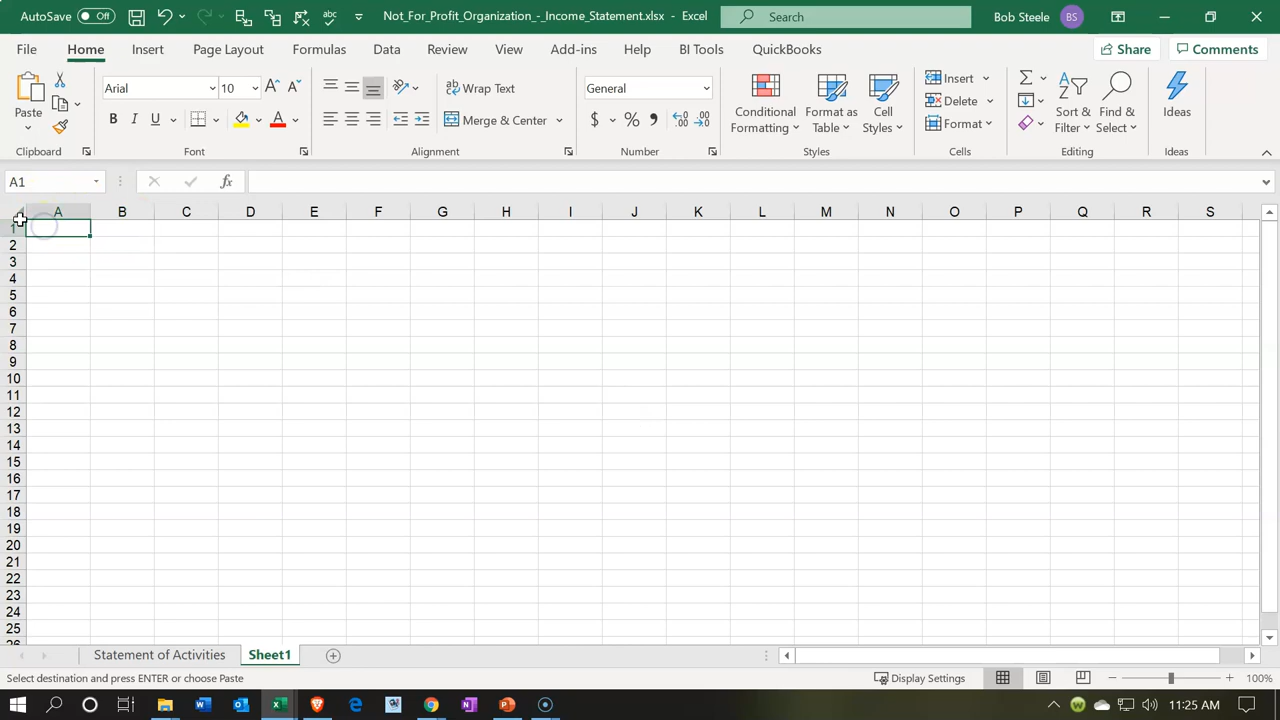 AutoSave Off Not_For_Profit_Organization_-_Income_Statement.xlsx - Excel Search Bob Steele BS
File Home Insert Page Layout Formulas Data Review View Add-ins Help BI Tools QuickBooks Share Comments
Paste Arial 10 Wrap Text General Conditional Formatting Format as Table Cell Styles Insert Sort & Filter Find & Select Ideas
Delete
B I U A Merge & Center $ % Format
Clipboard Font Alignment Number Styles Cells Editing Ideas
A1 fx
A B C D E F G H I J K L M N O P Q R S
1
2
3
4
5
6
7
8
9
10
11
12
13
14
15
16
17
18
19
20
21
22
23
24
25
Statement of Activities Sheet1
Select destination and press ENTER or choose Paste Display Settings 100%
11:25 AM